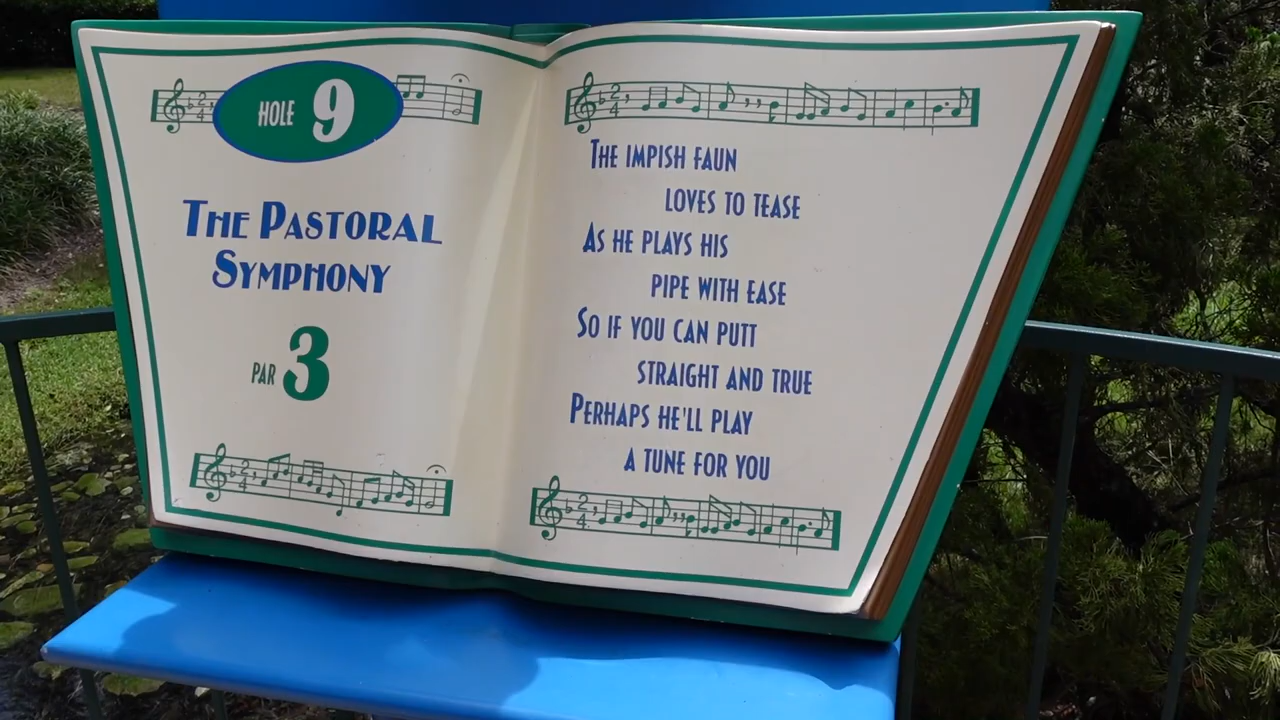 HOLE 9
THE PASTORAL
SYMPHONY
PAR 3
THE IMPISH FAUN
LOVES TO TEASE
AS HE PLAYS HIS
PIPE WITH EASE
SO IF YOU CAN PUTT
STRAIGHT AND TRUE
PERHAPS HE'LL PLAY
A TUNE FOR YOU